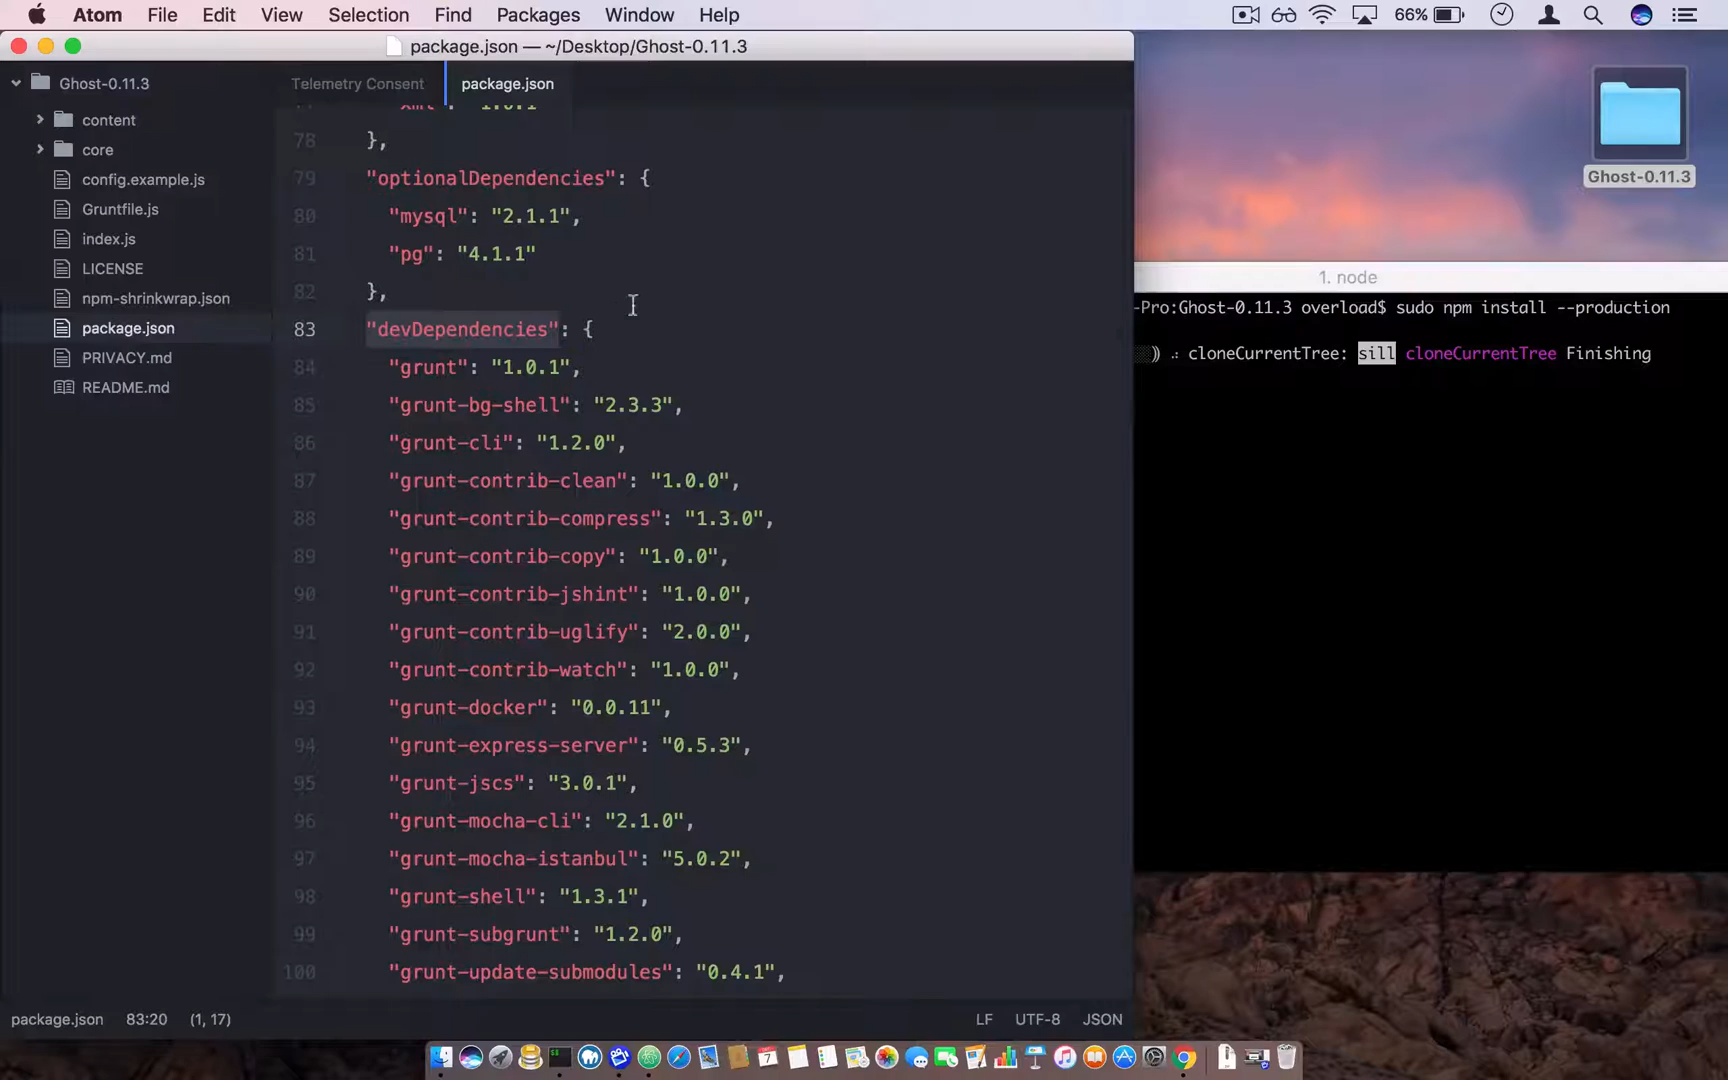 Atom File Edit View Selection Find Packages Window Help 66%
package.json — ~/Desktop/Ghost-0.11.3
Ghost-0.11.3
content
core
config.example.js
Gruntfile.js
index.js
LICENSE
npm-shrinkwrap.json
package.json
PRIVACY.md
README.md
Telemetry Consent package.json
78 },
79 "optionalDependencies": {
80 "mysql": "2.1.1",
81 "pg": "4.1.1"
82 },
83 "devDependencies": {
84 "grunt": "1.0.1",
85 "grunt-bg-shell": "2.3.3",
86 "grunt-cli": "1.2.0",
87 "grunt-contrib-clean": "1.0.0",
88 "grunt-contrib-compress": "1.3.0",
89 "grunt-contrib-copy": "1.0.0",
90 "grunt-contrib-jshint": "1.0.0",
91 "grunt-contrib-uglify": "2.0.0",
92 "grunt-contrib-watch": "1.0.0",
93 "grunt-docker": "0.0.11",
94 "grunt-express-server": "0.5.3",
95 "grunt-jscs": "3.0.1",
96 "grunt-mocha-cli": "2.1.0",
97 "grunt-mocha-istanbul": "5.0.2",
98 "grunt-shell": "1.3.1",
99 "grunt-subgrunt": "1.2.0",
100 "grunt-update-submodules": "0.4.1",
package.json 83:20 (1, 17) LF UTF-8 JSON
Ghost-0.11.3
1. node
-Pro:Ghost-0.11.3 overload$ sudo npm install --production
) cloneCurrentTree: sill cloneCurrentTree Finishing
7